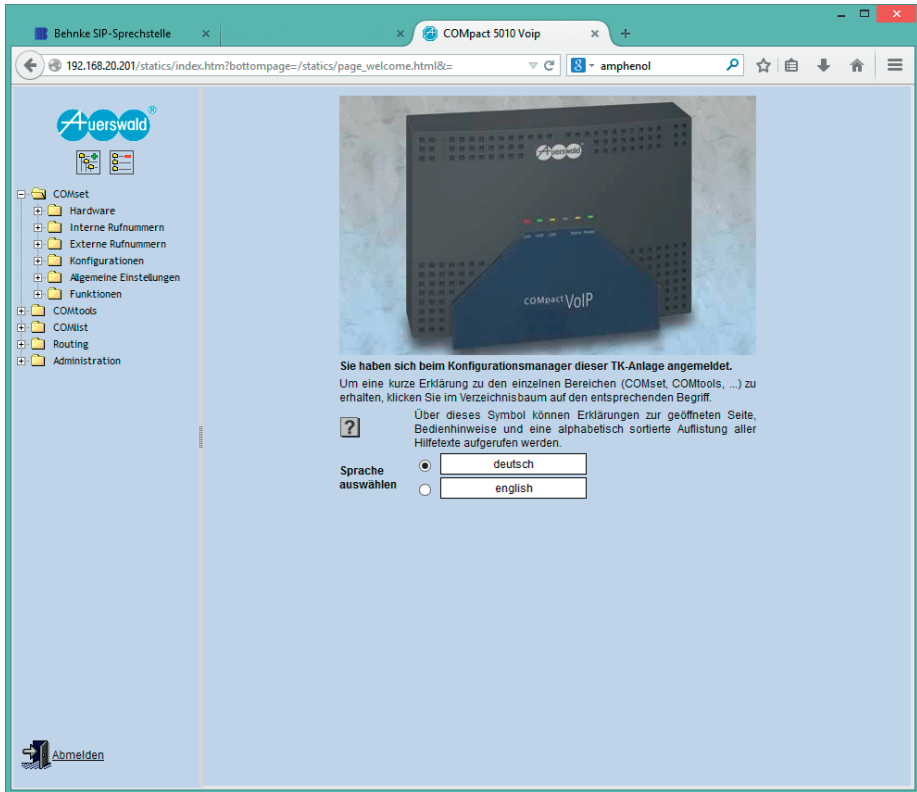 Behnke SIP-Sprechstelle
COMpact 5010 Voip
192.168.20.201/statics/index.htm?bottompage=/statics/page_welcome.html&t=
amphenol
Auerswald®
COMset
Hardware
Interne Rufnummern
Externe Rufnummern
Konfigurationen
Allgemeine Einstellungen
Funktionen
COMtools
COMlist
Routing
Administration
Auerswald
COMpact VoIP
Sie haben sich beim Konfigurationsmanager dieser TK-Anlage angemeldet.
Um eine kurze Erklärung zu den einzelnen Bereichen (COMset, COMtools, ...) zu
erhalten, klicken Sie im Verzeichnisbaum auf den entsprechenden Begriff.
?
Über dieses Symbol können Erklärungen zur geöffneten Seite,
Bedienhinweise und eine alphabetisch sortierte Auflistung aller
Hilfetexte aufgerufen werden.
Sprache
auswählen
deutsch
english
Abmelden